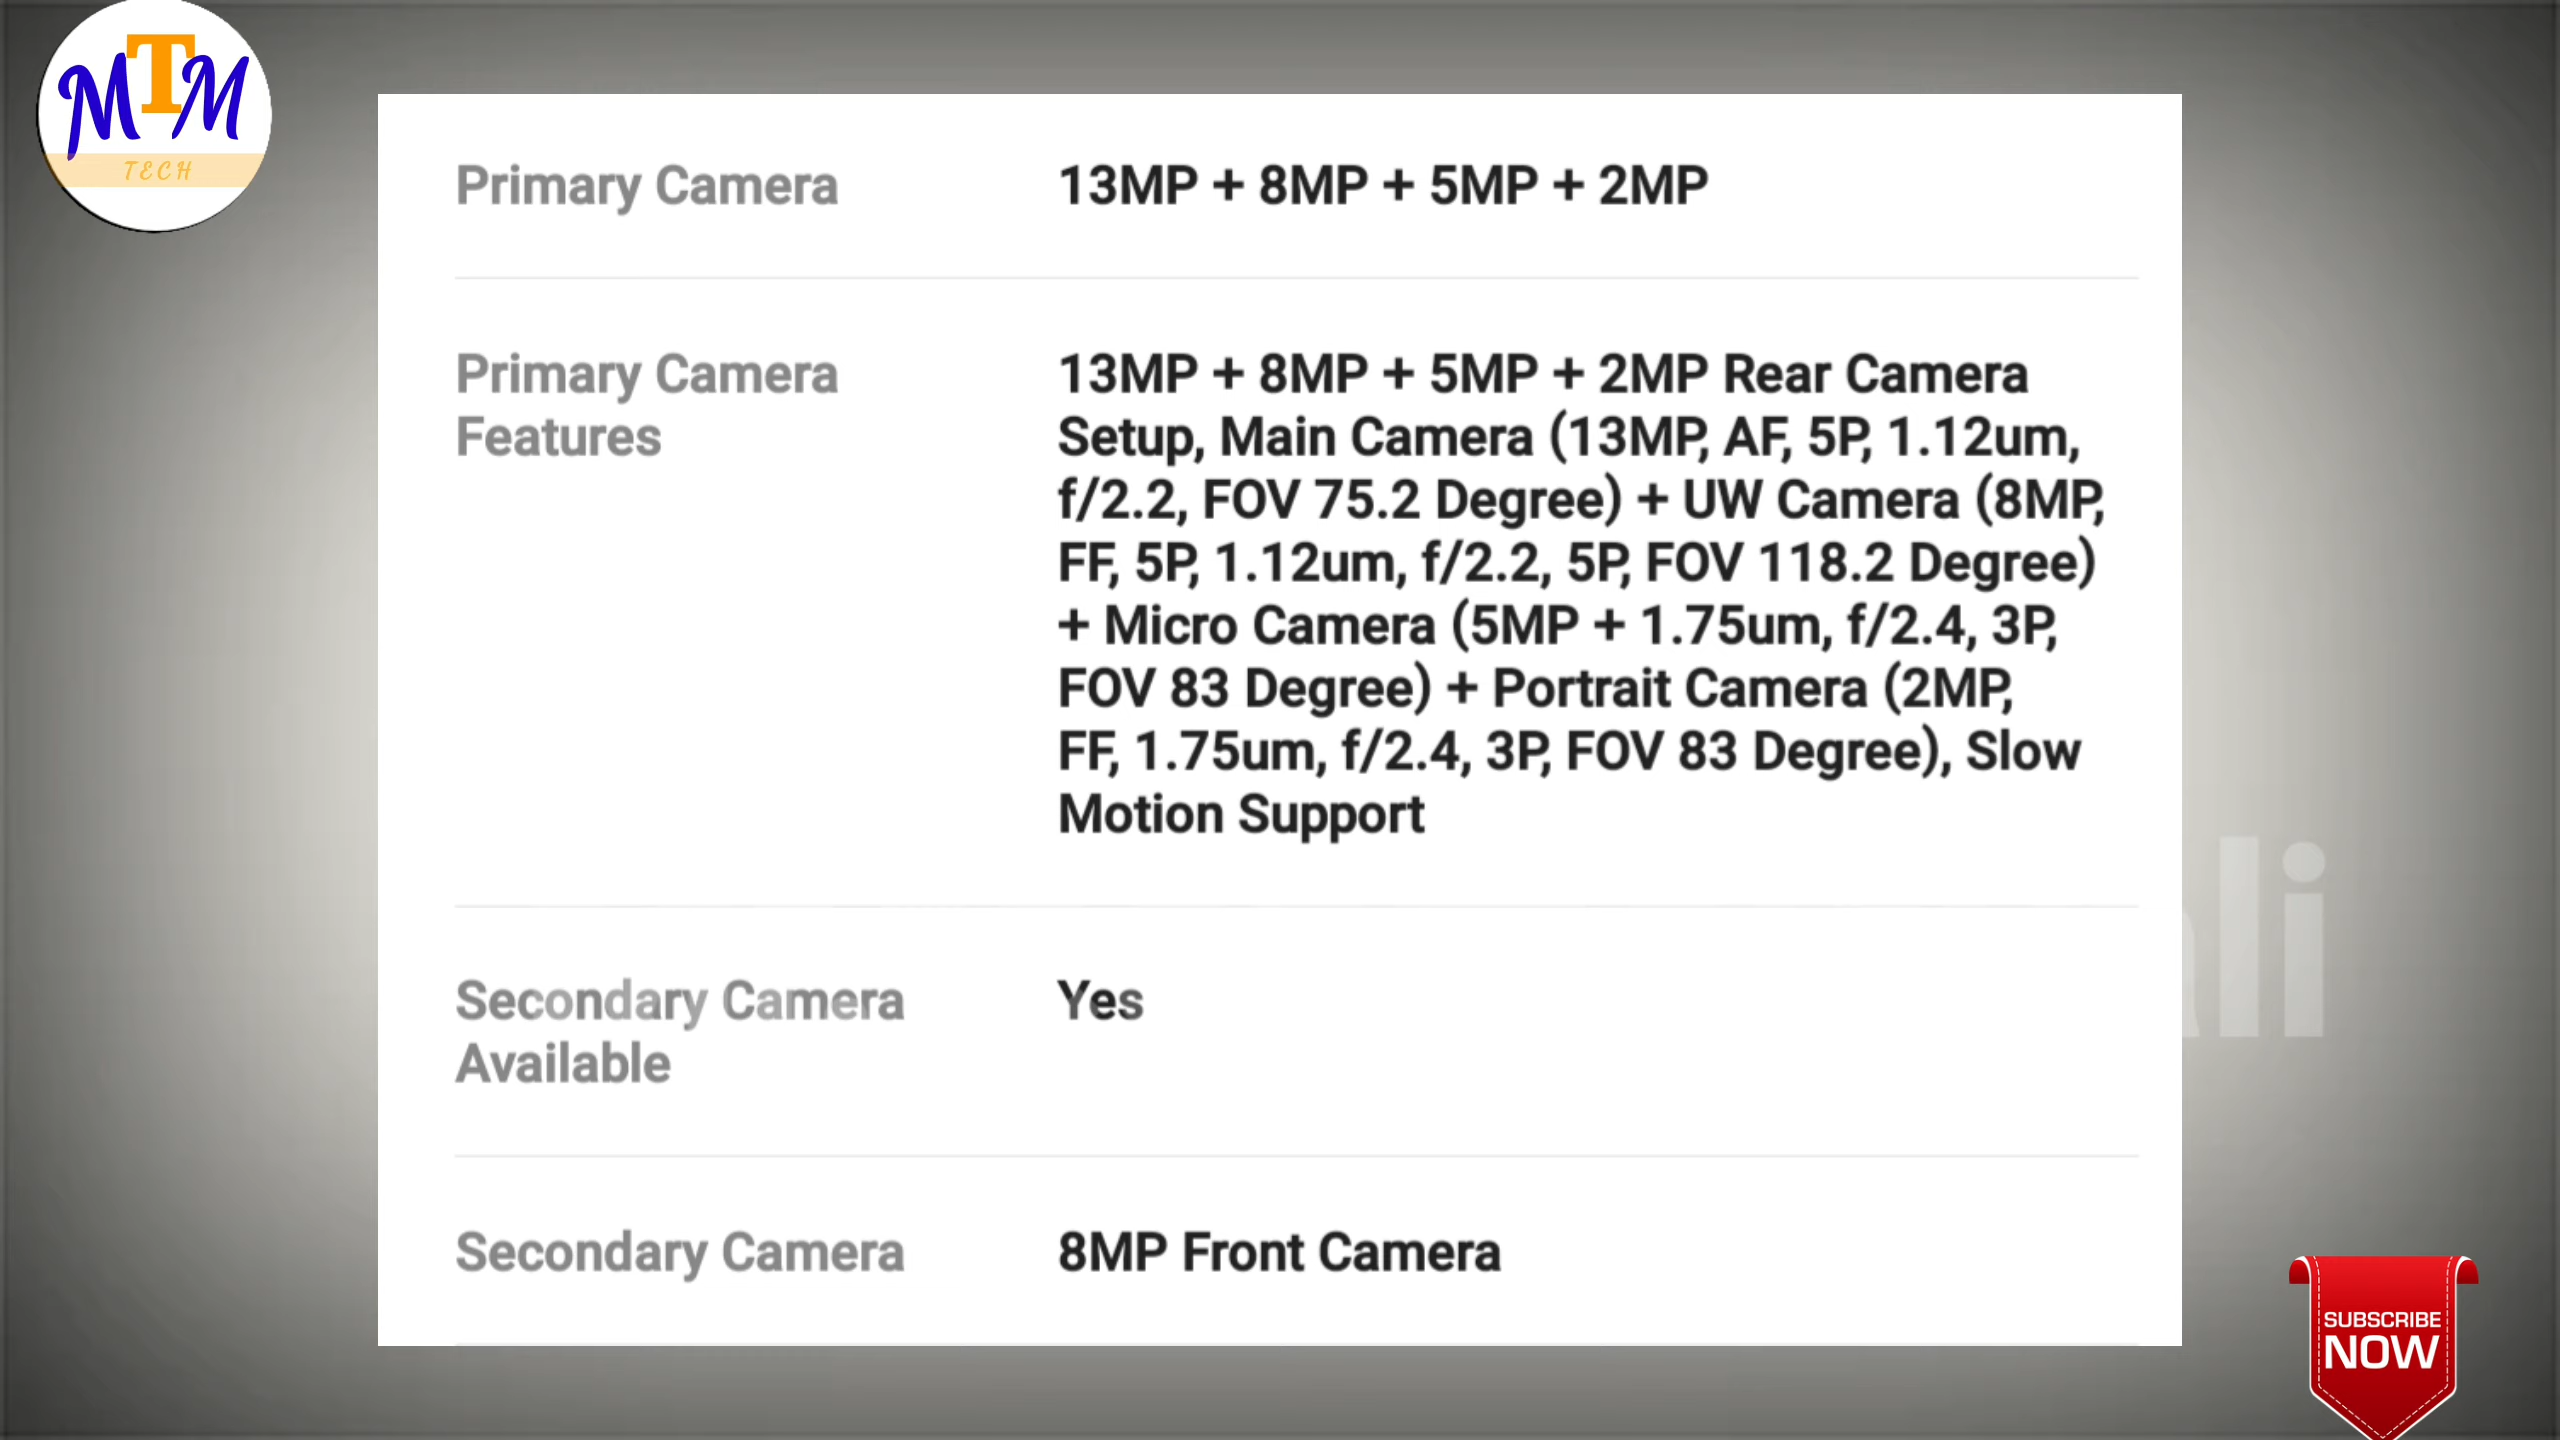 MTM
TECH
Primary Camera
13MP + 8MP + 5MP + 2MP
Primary Camera
Features
13MP + 8MP + 5MP + 2MP Rear Camera
Setup, Main Camera (13MP, AF, 5P, 1.12um,
f/2.2, FOV 75.2 Degree) + UW Camera (8MP,
FF, 5P, 1.12um, f/2.2, 5P, FOV 118.2 Degree)
+ Micro Camera (5MP + 1.75um, f/2.4, 3P,
FOV 83 Degree) + Portrait Camera (2MP,
FF, 1.75um, f/2.4, 3P, FOV 83 Degree), Slow
Motion Support
Secondary Camera
Available
Yes
Secondary Camera
8MP Front Camera
SUBSCRIBE
NOW